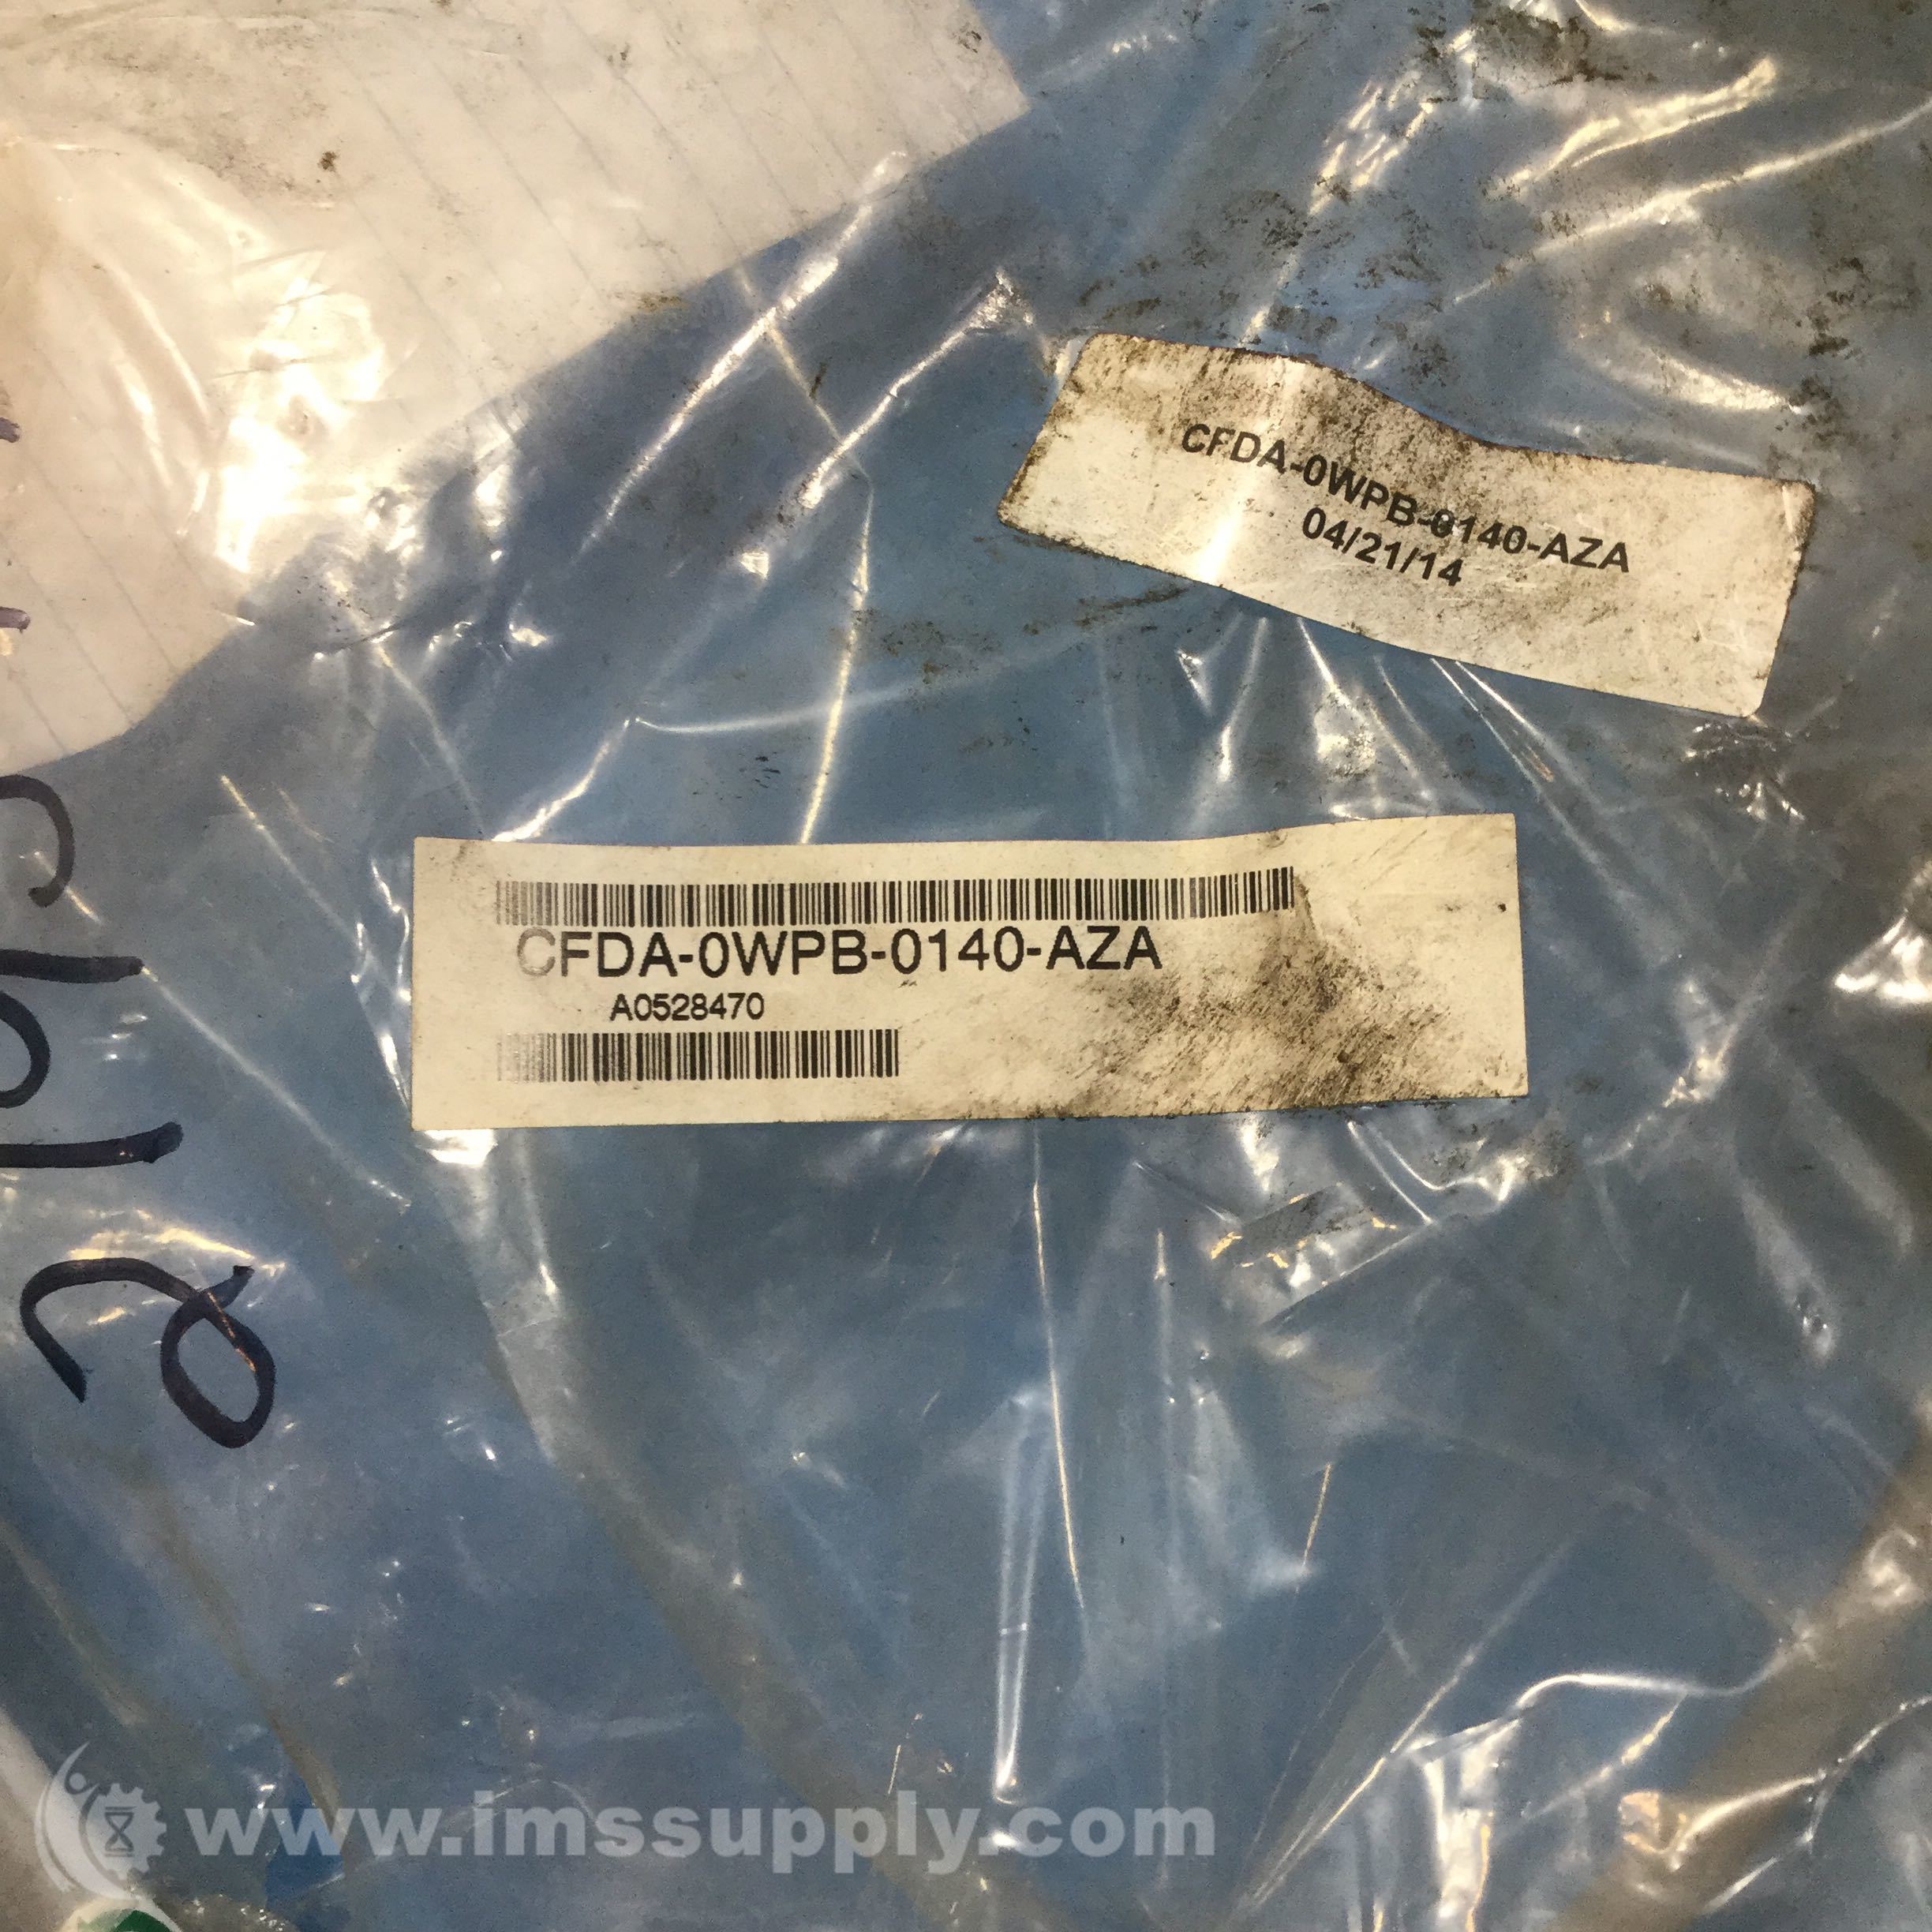 CFDA-0WPB-0140-AZA
04/21/14
CFDA-0WPB-0140-AZA
A0528470
www.imssupply.com